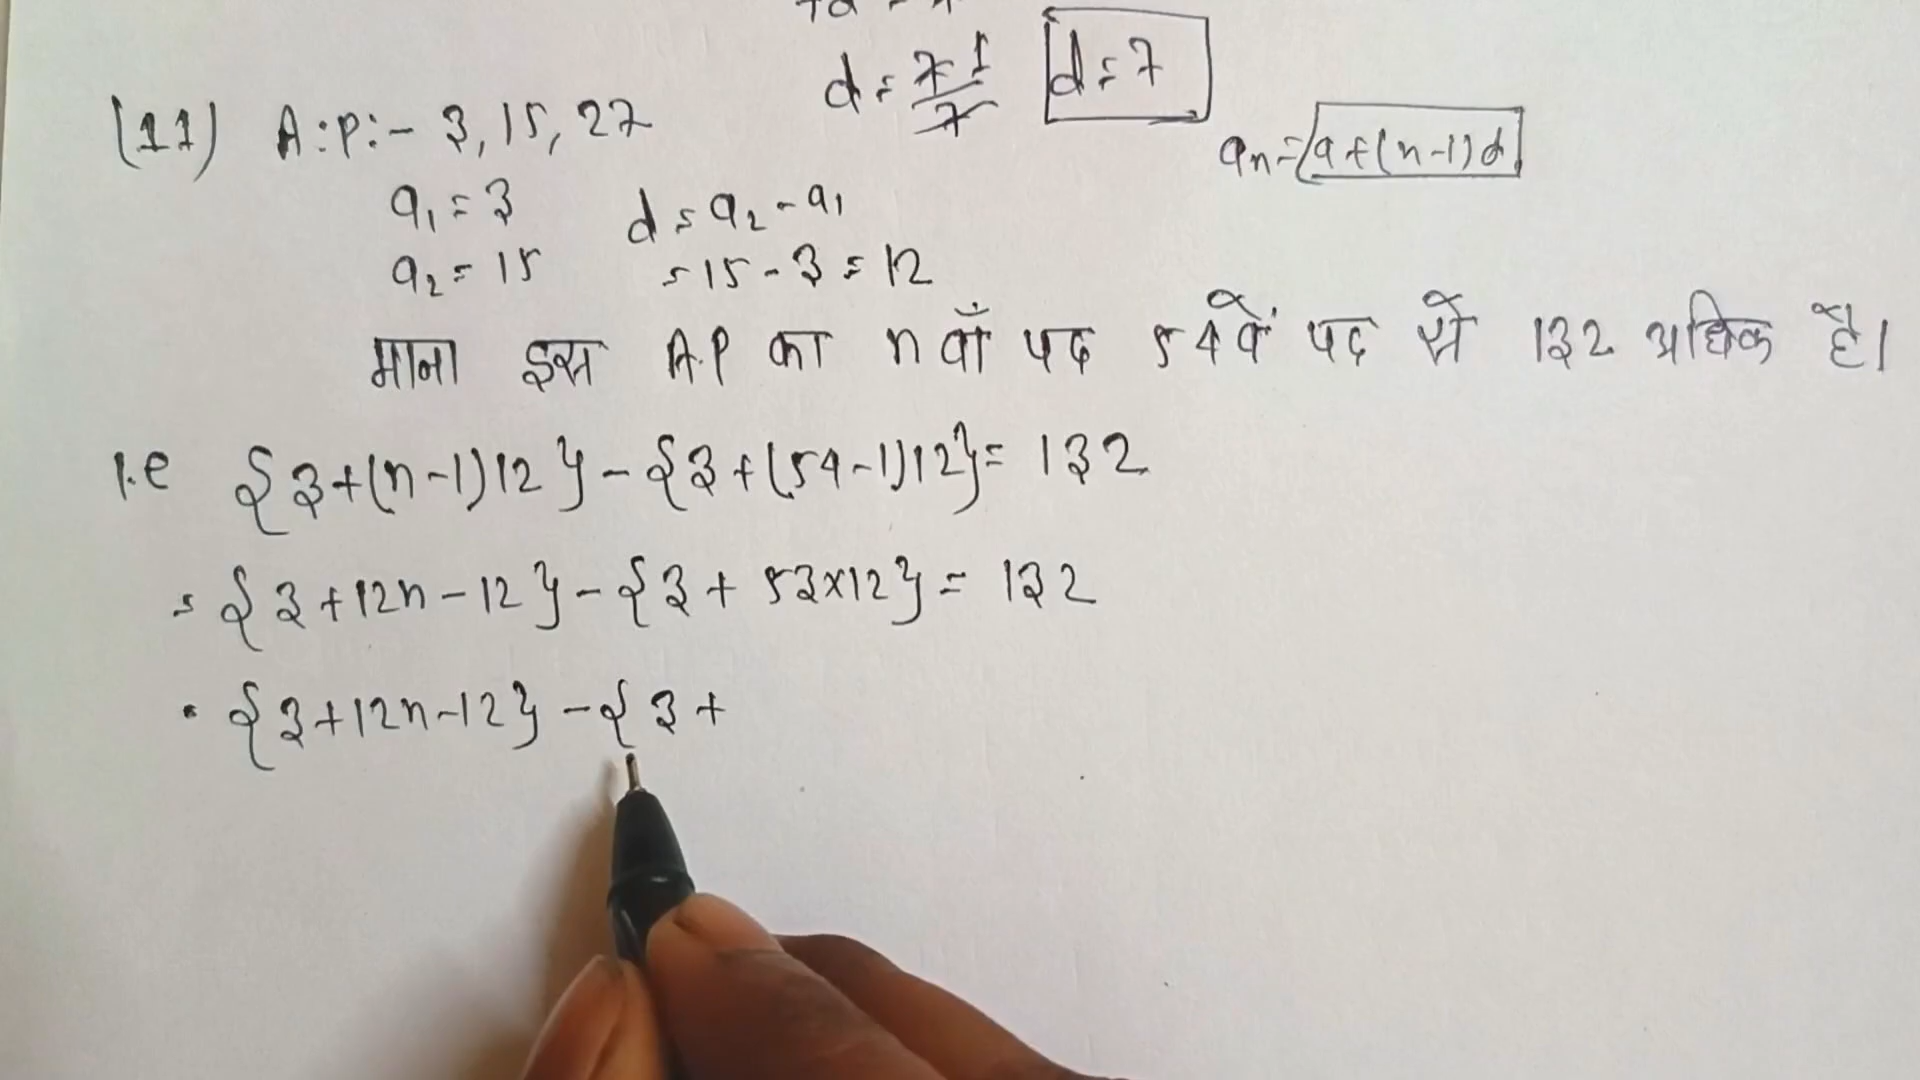 d = 7-1/7 d = 7
(11) A:P:- 3, 15, 27
an = a+(n-1)d
a1 = 3 d = a2 - a1
a2 = 15 = 15 - 3 = 12
माना इस A.P का n वाँ पद 54वें पद से 132 अधिक है।
I.e {3+(n-1)12} - {3+(54-1)12} = 132
= {3+12n-12} - {3+53×12} = 132
{3+12n-12} - {3+